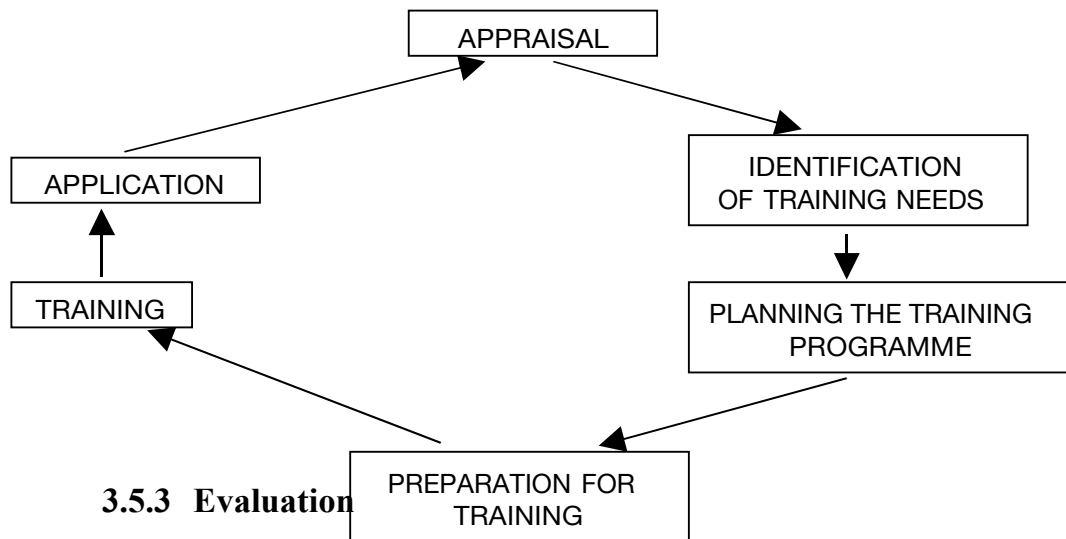 APPRAISAL
IDENTIFICATION
OF TRAINING NEEDS
APPLICATION
TRAINING
PLANNING THE TRAINING
PROGRAMME
PREPARATION FOR
TRAINING
3.5.3 Evaluation